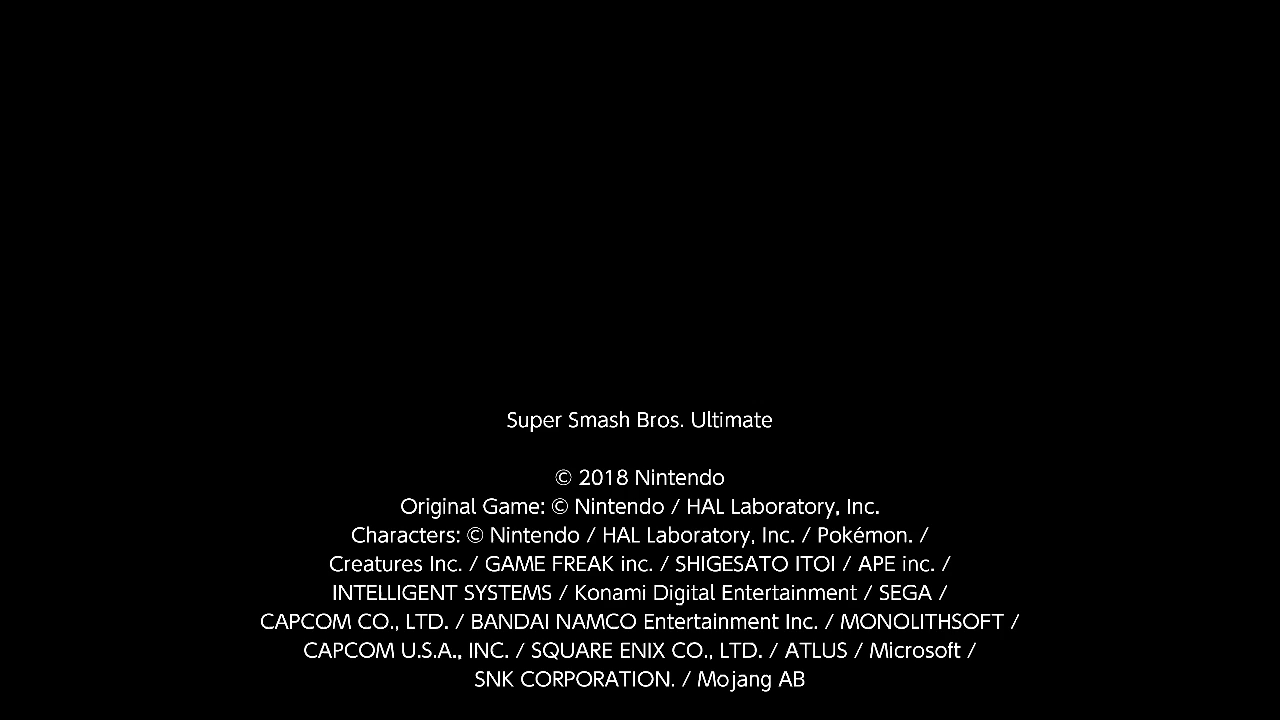 Super Smash Bros. Ultimate
© 2018 Nintendo
Original Game: © Nintendo / HAL Laboratory, Inc.
Characters: © Nintendo / HAL Laboratory, Inc. / Pokémon. /
Creatures Inc. / GAME FREAK inc. / SHIGESATO ITOI / APE inc. /
INTELLIGENT SYSTEMS / Konami Digital Entertainment / SEGA /
CAPCOM CO., LTD. / BANDAI NAMCO Entertainment Inc. / MONOLITHSOFT /
CAPCOM U.S.A., INC. / SQUARE ENIX CO., LTD. / ATLUS / Microsoft /
SNK CORPORATION. / Mojang AB